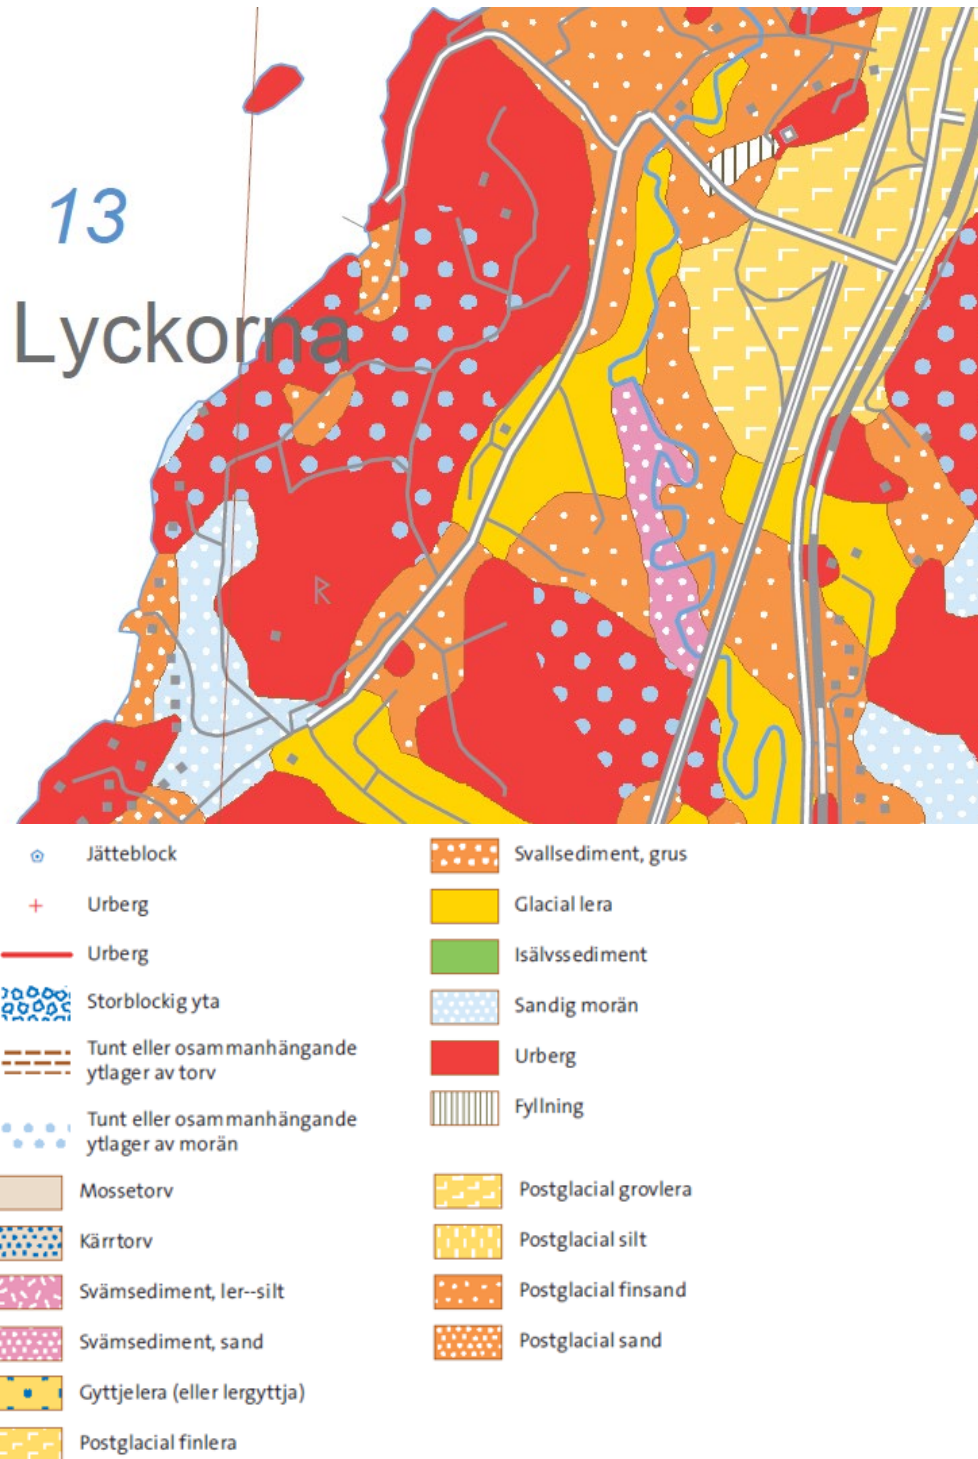 13
Lyckorna
R
Jätteblock
Urberg
Urberg
Storblockig yta
Tunt eller osammanhängande
ytlager av torv
Tunt eller osammanhängande
ytlager av morän
Mossetorv
Kärrtorv
Svämsediment, ler--silt
Svämsediment, sand
Gyttjelera (eller lergyttja)
Postglacial finlera
Svallsediment, grus
Glacial lera
Isälvssediment
Sandig morän
Urberg
Fyllning
Postglacial grovlera
Postglacial silt
Postglacial finsand
Postglacial sand